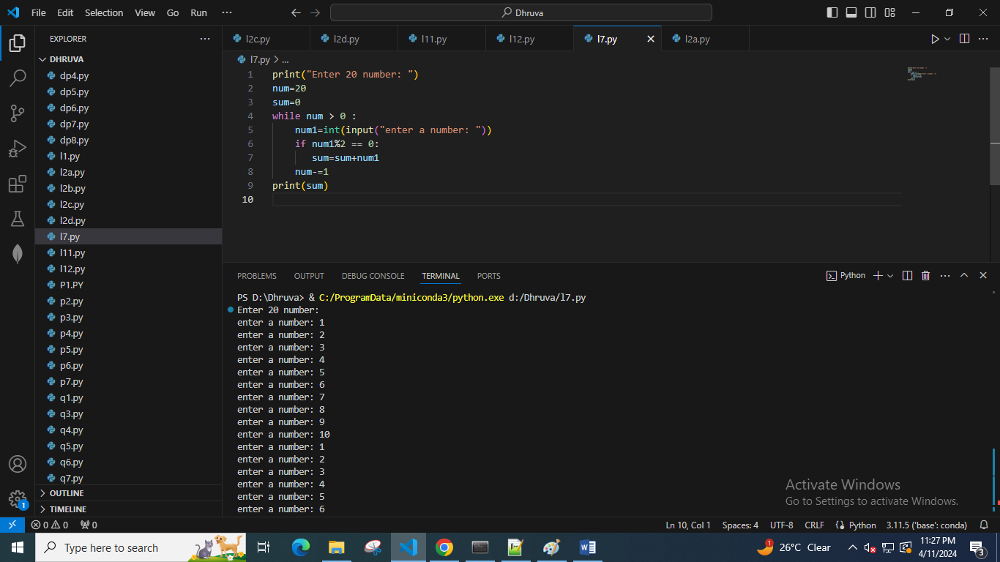 File Edit Selection View Go Run ···
Dhruva
EXPLORER ···
DHRUVA
dp4.py
dp5.py
dp6.py
dp7.py
dp8.py
l1.py
l2a.py
l2b.py
l2c.py
l2d.py
l7.py
l11.py
l12.py
P1.PY
p2.py
p3.py
p4.py
p5.py
p6.py
p7.py
q1.py
q3.py
q4.py
q5.py
q6.py
q7.py
OUTLINE
TIMELINE
l2c.py l2d.py l11.py l12.py l7.py l2a.py
l7.py > ...
1 print("Enter 20 number: ")
2 num=20
3 sum=0
4 while num > 0 :
5 num1=int(input("enter a number: "))
6 if num1%2 == 0:
7 sum=sum+num1
8 num-=1
9 print(sum)
10
PROBLEMS OUTPUT DEBUG CONSOLE TERMINAL PORTS
Python
PS D:\Dhruva> & C:/ProgramData/miniconda3/python.exe d:/Dhruva/l7.py
Enter 20 number:
enter a number: 1
enter a number: 2
enter a number: 3
enter a number: 4
enter a number: 5
enter a number: 6
enter a number: 7
enter a number: 8
enter a number: 9
enter a number: 10
enter a number: 1
enter a number: 2
enter a number: 3
enter a number: 4
enter a number: 5
enter a number: 6
Activate Windows
Go to Settings to activate Windows.
1
0 0 0
Ln 10, Col 1 Spaces: 4 UTF-8 CRLF Python 3.11.5 ('base': conda)
Type here to search
1
26°C Clear
11:27 PM
4/11/2024
3